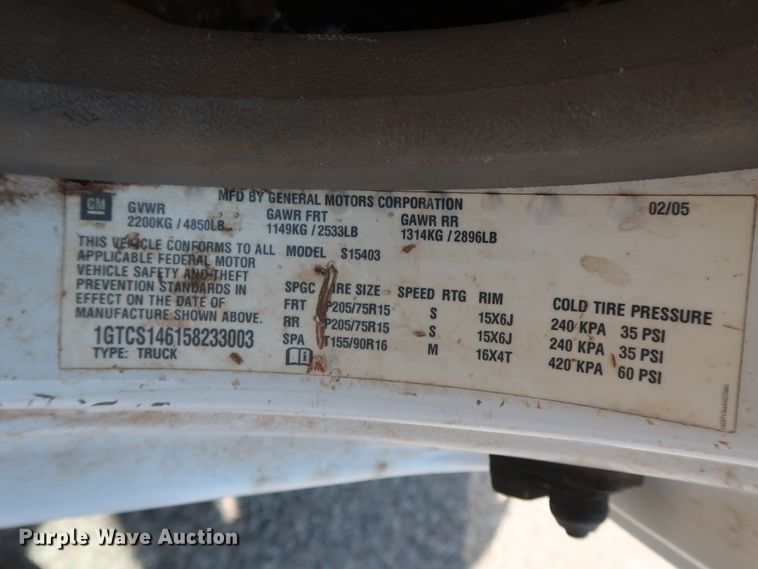 MFD BY GENERAL MOTORS CORPORATION 02/05
GM GVWR GAWR FRT GAWR RR
2200KG / 4850LB 1149KG / 2533LB 1314KG / 2896LB
THIS VEHICLE CONFORMS TO ALL MODEL S15403
APPLICABLE FEDERAL MOTOR
VEHICLE SAFETY AND THEFT
PREVENTION STANDARDS IN
EFFECT ON THE DATE OF
MANUFACTURE SHOWN ABOVE.
1GTCS146158233003
TYPE: TRUCK
SPGC TIRE SIZE SPEED RTG RIM COLD TIRE PRESSURE
FRT P205/75R15 S 15X6J 240 KPA 35 PSI
RR P205/75R15 S 15X6J 240 KPA 35 PSI
SPA T155/90R16 M 16X4T 420 KPA 60 PSI
Purple Wave Auction